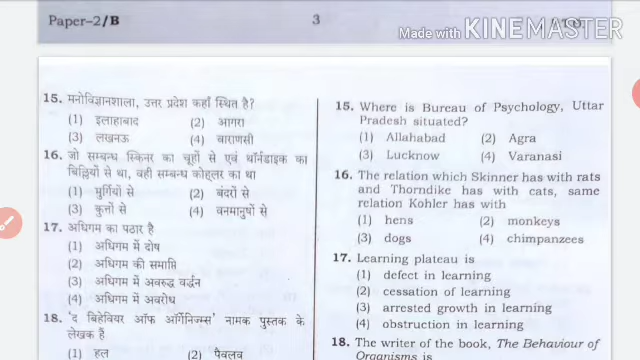 Paper-2/B
3
Made with KINEMASTER
15. मनोविज्ञानशाला, उत्तर प्रदेश कहाँ स्थित है?
(1) इलाहाबाद (2) आगरा
(3) लखनऊ (4) वाराणसी
16. जो सम्बन्ध स्किनर का चूहों से एवं थॉर्नडाइक का
बिल्लियों से था, वही सम्बन्ध कोहलर का था
(1) मुर्गियों से (2) बंदरों से
(3) कुत्तों से (4) वनमानुषों से
17. अधिगम का पठार है
(1) अधिगम में दोष
(2) अधिगम की समाप्ति
(3) अधिगम में अवरुद्ध वर्द्धन
(4) अधिगम में अवरोध
18. 'द बिहेवियर ऑफ ऑर्गेनिज्म्स' नामक पुस्तक के
लेखक हैं
(1) हल (2) पैवलव
15. Where is Bureau of Psychology, Uttar
Pradesh situated?
(1) Allahabad (2) Agra
(3) Lucknow (4) Varanasi
16. The relation which Skinner has with rats
and Thorndike has with cats, same
relation Kohler has with
(1) hens (2) monkeys
(3) dogs (4) chimpanzees
17. Learning plateau is
(1) defect in learning
(2) cessation of learning
(3) arrested growth in learning
(4) obstruction in learning
18. The writer of the book, The Behaviour of
Organisms is